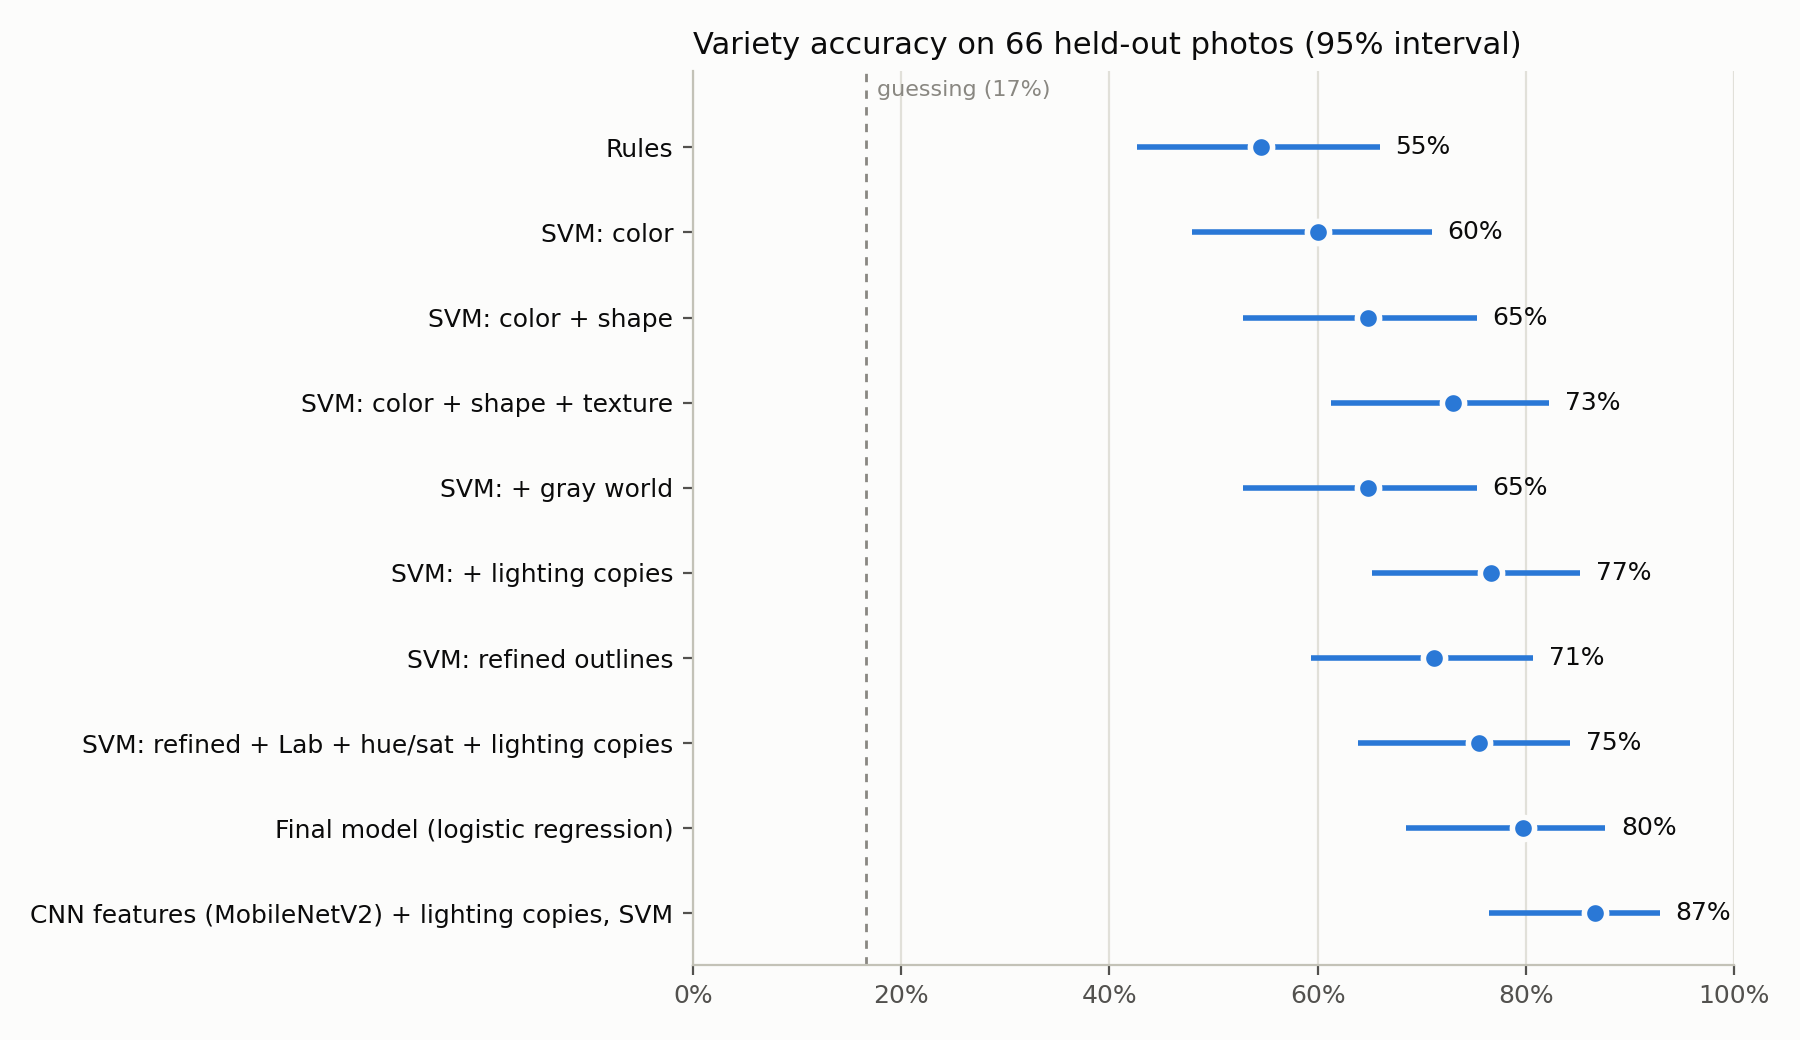 Variety accuracy on 66 held-out photos (95% interval)
guessing (17%)
Rules 55%
SVM: color 60%
SVM: color + shape 65%
SVM: color + shape + texture 73%
SVM: + gray world 65%
SVM: + lighting copies 77%
SVM: refined outlines 71%
SVM: refined + Lab + hue/sat + lighting copies 75%
Final model (logistic regression) 80%
CNN features (MobileNetV2) + lighting copies, SVM 87%
0% 20% 40% 60% 80% 100%